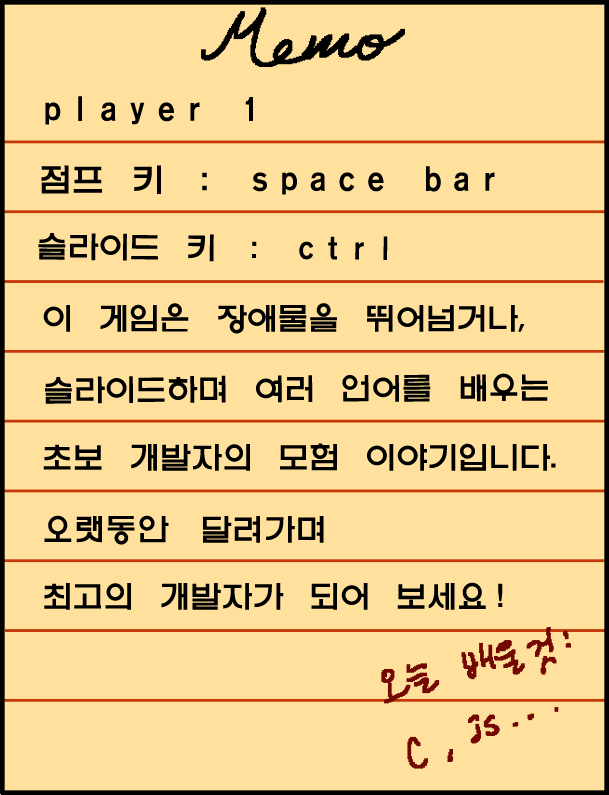 Memo
player 1
점프 키 : space bar
슬라이드 키 : ctrl
이 게임은 장애물을 뛰어넘거나,
슬라이드하며 여러 언어를 배우는
초보 개발자의 모험 이야기입니다.
오랫동안 달려가며
최고의 개발자가 되어 보세요!
오늘 배울것:
C, js...